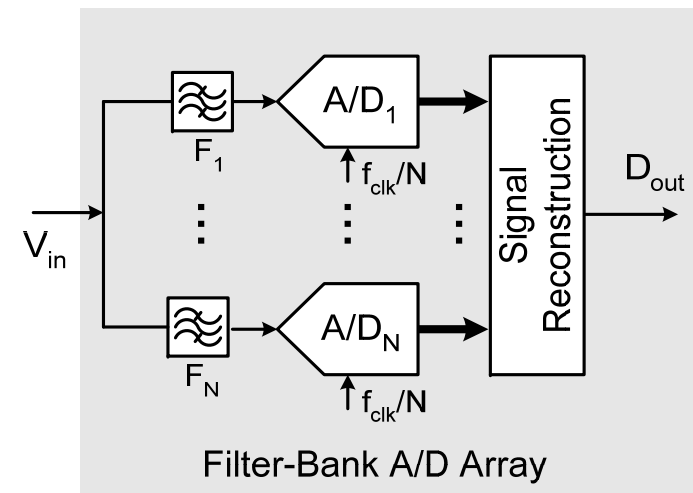 A/D1
F1
fclk/N
Vin
Signal
Reconstruction
Dout
A/DN
FN
fclk/N
Filter-Bank A/D Array